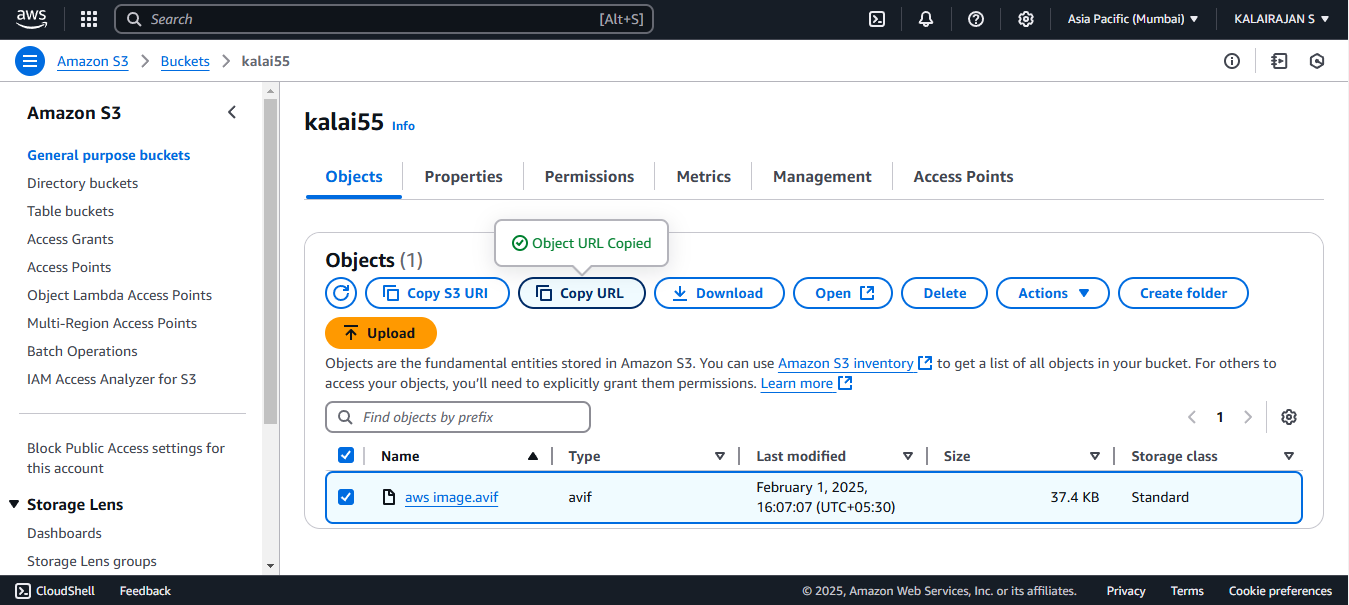 aws
Search [Alt+S]
Asia Pacific (Mumbai) KALAIRAJAN S
Amazon S3 > Buckets > kalai55
Amazon S3
General purpose buckets
Directory buckets
Table buckets
Access Grants
Access Points
Object Lambda Access Points
Multi-Region Access Points
Batch Operations
IAM Access Analyzer for S3
Block Public Access settings for
this account
Storage Lens
Dashboards
Storage Lens groups
kalai55 Info
Objects Properties Permissions Metrics Management Access Points
Object URL Copied
Objects (1)
Copy S3 URI Copy URL Download Open Delete Actions Create folder
Upload
Objects are the fundamental entities stored in Amazon S3. You can use Amazon S3 inventory to get a list of all objects in your bucket. For others to
access your objects, you'll need to explicitly grant them permissions. Learn more
Find objects by prefix
1
Name Type Last modified Size Storage class
aws image.avif avif February 1, 2025, 37.4 KB Standard
16:07:07 (UTC+05:30)
CloudShell Feedback © 2025, Amazon Web Services, Inc. or its affiliates. Privacy Terms Cookie preferences